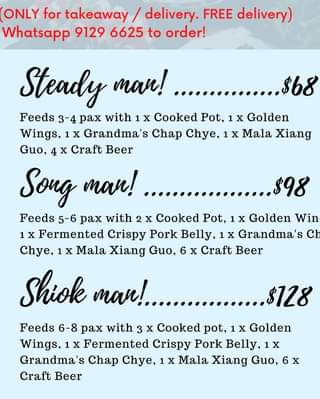 (ONLY for takeaway / delivery. FREE delivery)
Whatsapp 9129 6625 to order!
Steady man! ...............$68
Feeds 3-4 pax with 1 x Cooked Pot, 1 x Golden
Wings, 1 x Grandma's Chap Chye, 1 x Mala Xiang
Guo, 4 x Craft Beer
Song man! ..................$98
Feeds 5-6 pax with 2 x Cooked Pot, 1 x Golden Win
1 x Fermented Crispy Pork Belly, 1 x Grandma's Ch
Chye, 1 x Mala Xiang Guo, 6 x Craft Beer
Shiok man!.................$128
Feeds 6-8 pax with 3 x Cooked pot, 1 x Golden
Wings, 1 x Fermented Crispy Pork Belly, 1 x
Grandma's Chap Chye, 1 x Mala Xiang Guo, 6 x
Craft Beer